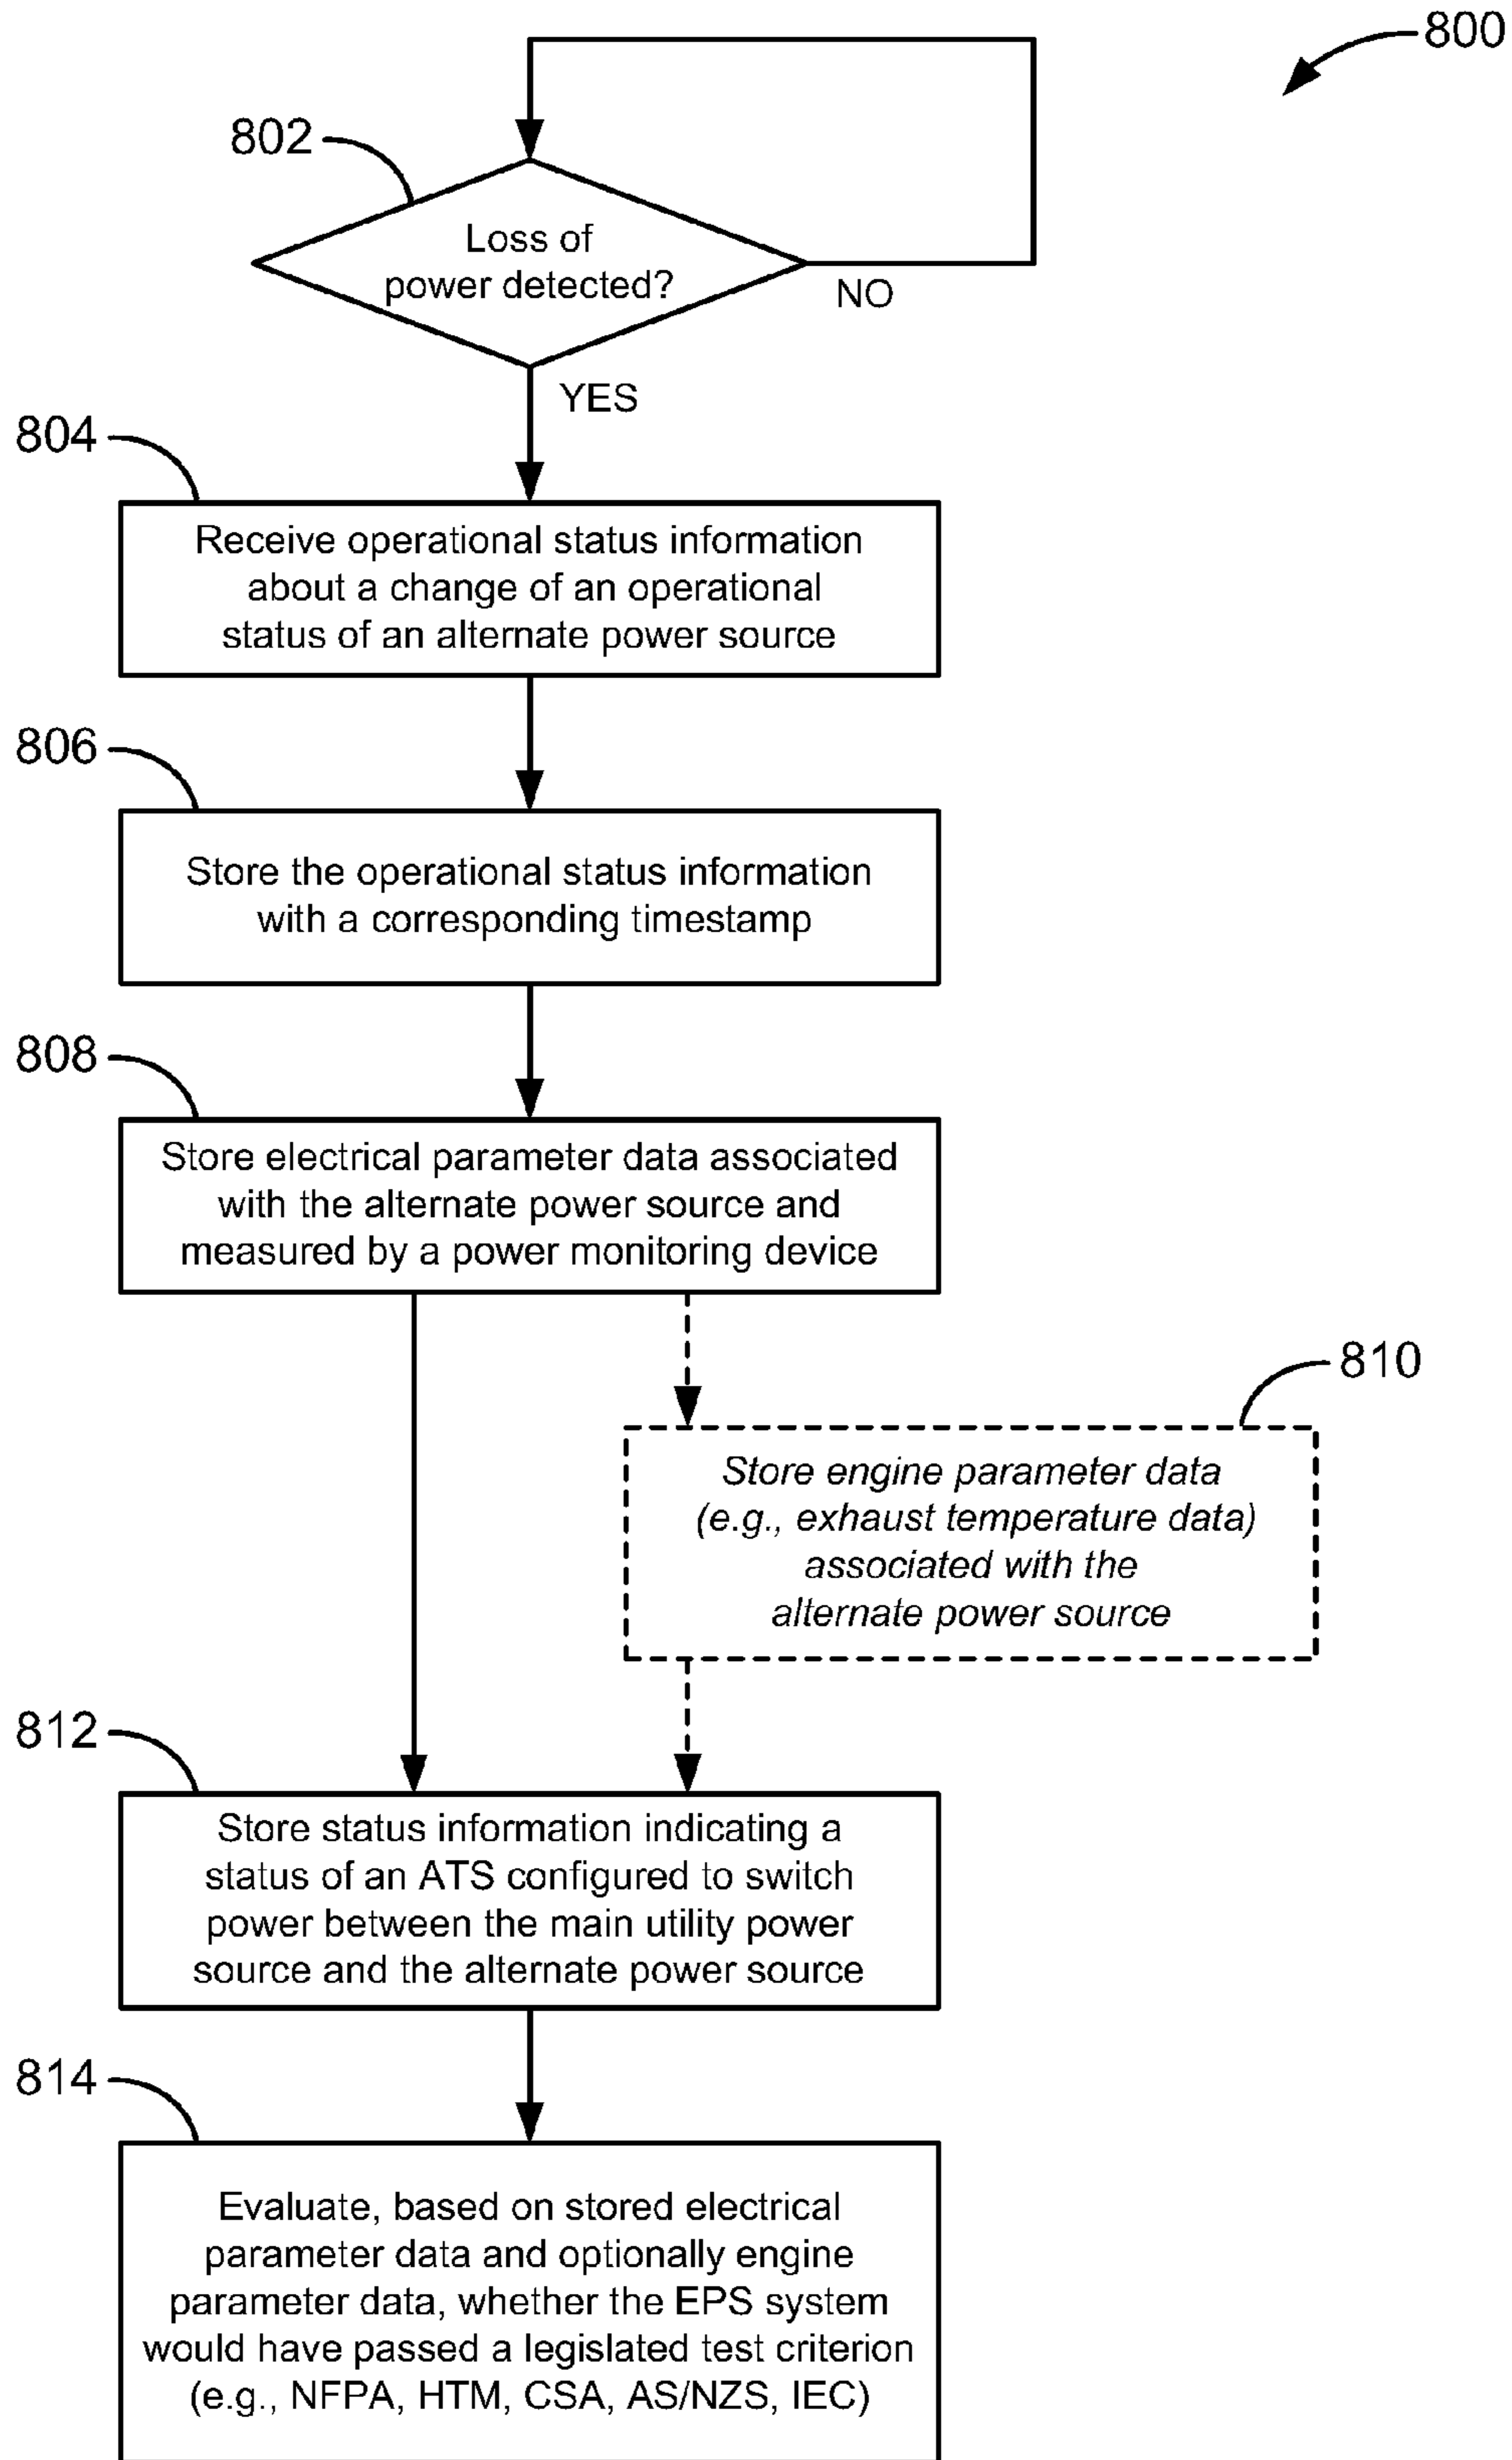 800
802
Loss of
power detected?
NO
YES
804
Receive operational status information
about a change of an operational
status of an alternate power source
806
Store the operational status information
with a corresponding timestamp
808
Store electrical parameter data associated
with the alternate power source and
measured by a power monitoring device
810
Store engine parameter data
(e.g., exhaust temperature data)
associated with the
alternate power source
812
Store status information indicating a
status of an ATS configured to switch
power between the main utility power
source and the alternate power source
814
Evaluate, based on stored electrical
parameter data and optionally engine
parameter data, whether the EPS system
would have passed a legislated test criterion
(e.g., NFPA, HTM, CSA, AS/NZS, IEC)